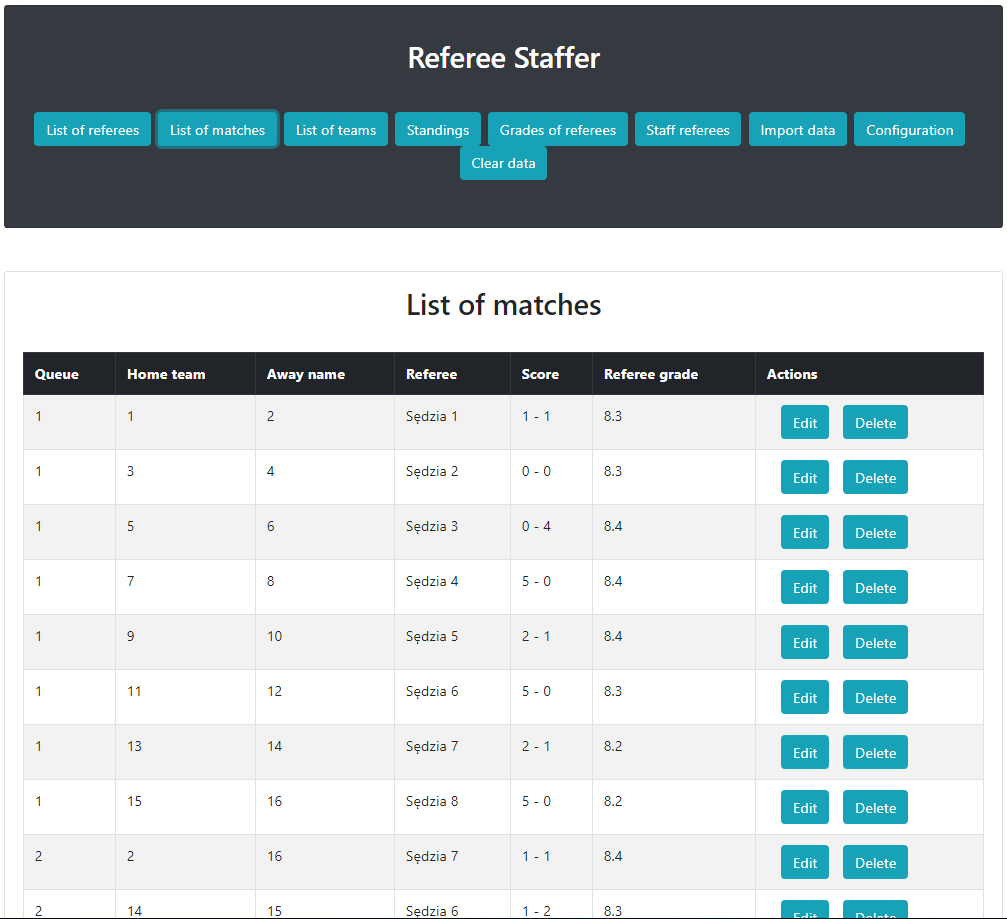 Referee Staffer
List of referees List of matches List of teams Standings Grades of referees Staff referees Import data Configuration
Clear data
List of matches
Queue Home team Away name Referee Score Referee grade Actions
1 1 2 Sędzia 1 1 - 1 8.3 Edit Delete
1 3 4 Sędzia 2 0 - 0 8.3 Edit Delete
1 5 6 Sędzia 3 0 - 4 8.4 Edit Delete
1 7 8 Sędzia 4 5 - 0 8.4 Edit Delete
1 9 10 Sędzia 5 2 - 1 8.4 Edit Delete
1 11 12 Sędzia 6 5 - 0 8.3 Edit Delete
1 13 14 Sędzia 7 2 - 1 8.2 Edit Delete
1 15 16 Sędzia 8 5 - 0 8.2 Edit Delete
2 2 16 Sędzia 7 1 - 1 8.4 Edit Delete
2 14 15 Sędzia 6 1 - 2 8.3 Edit Delete